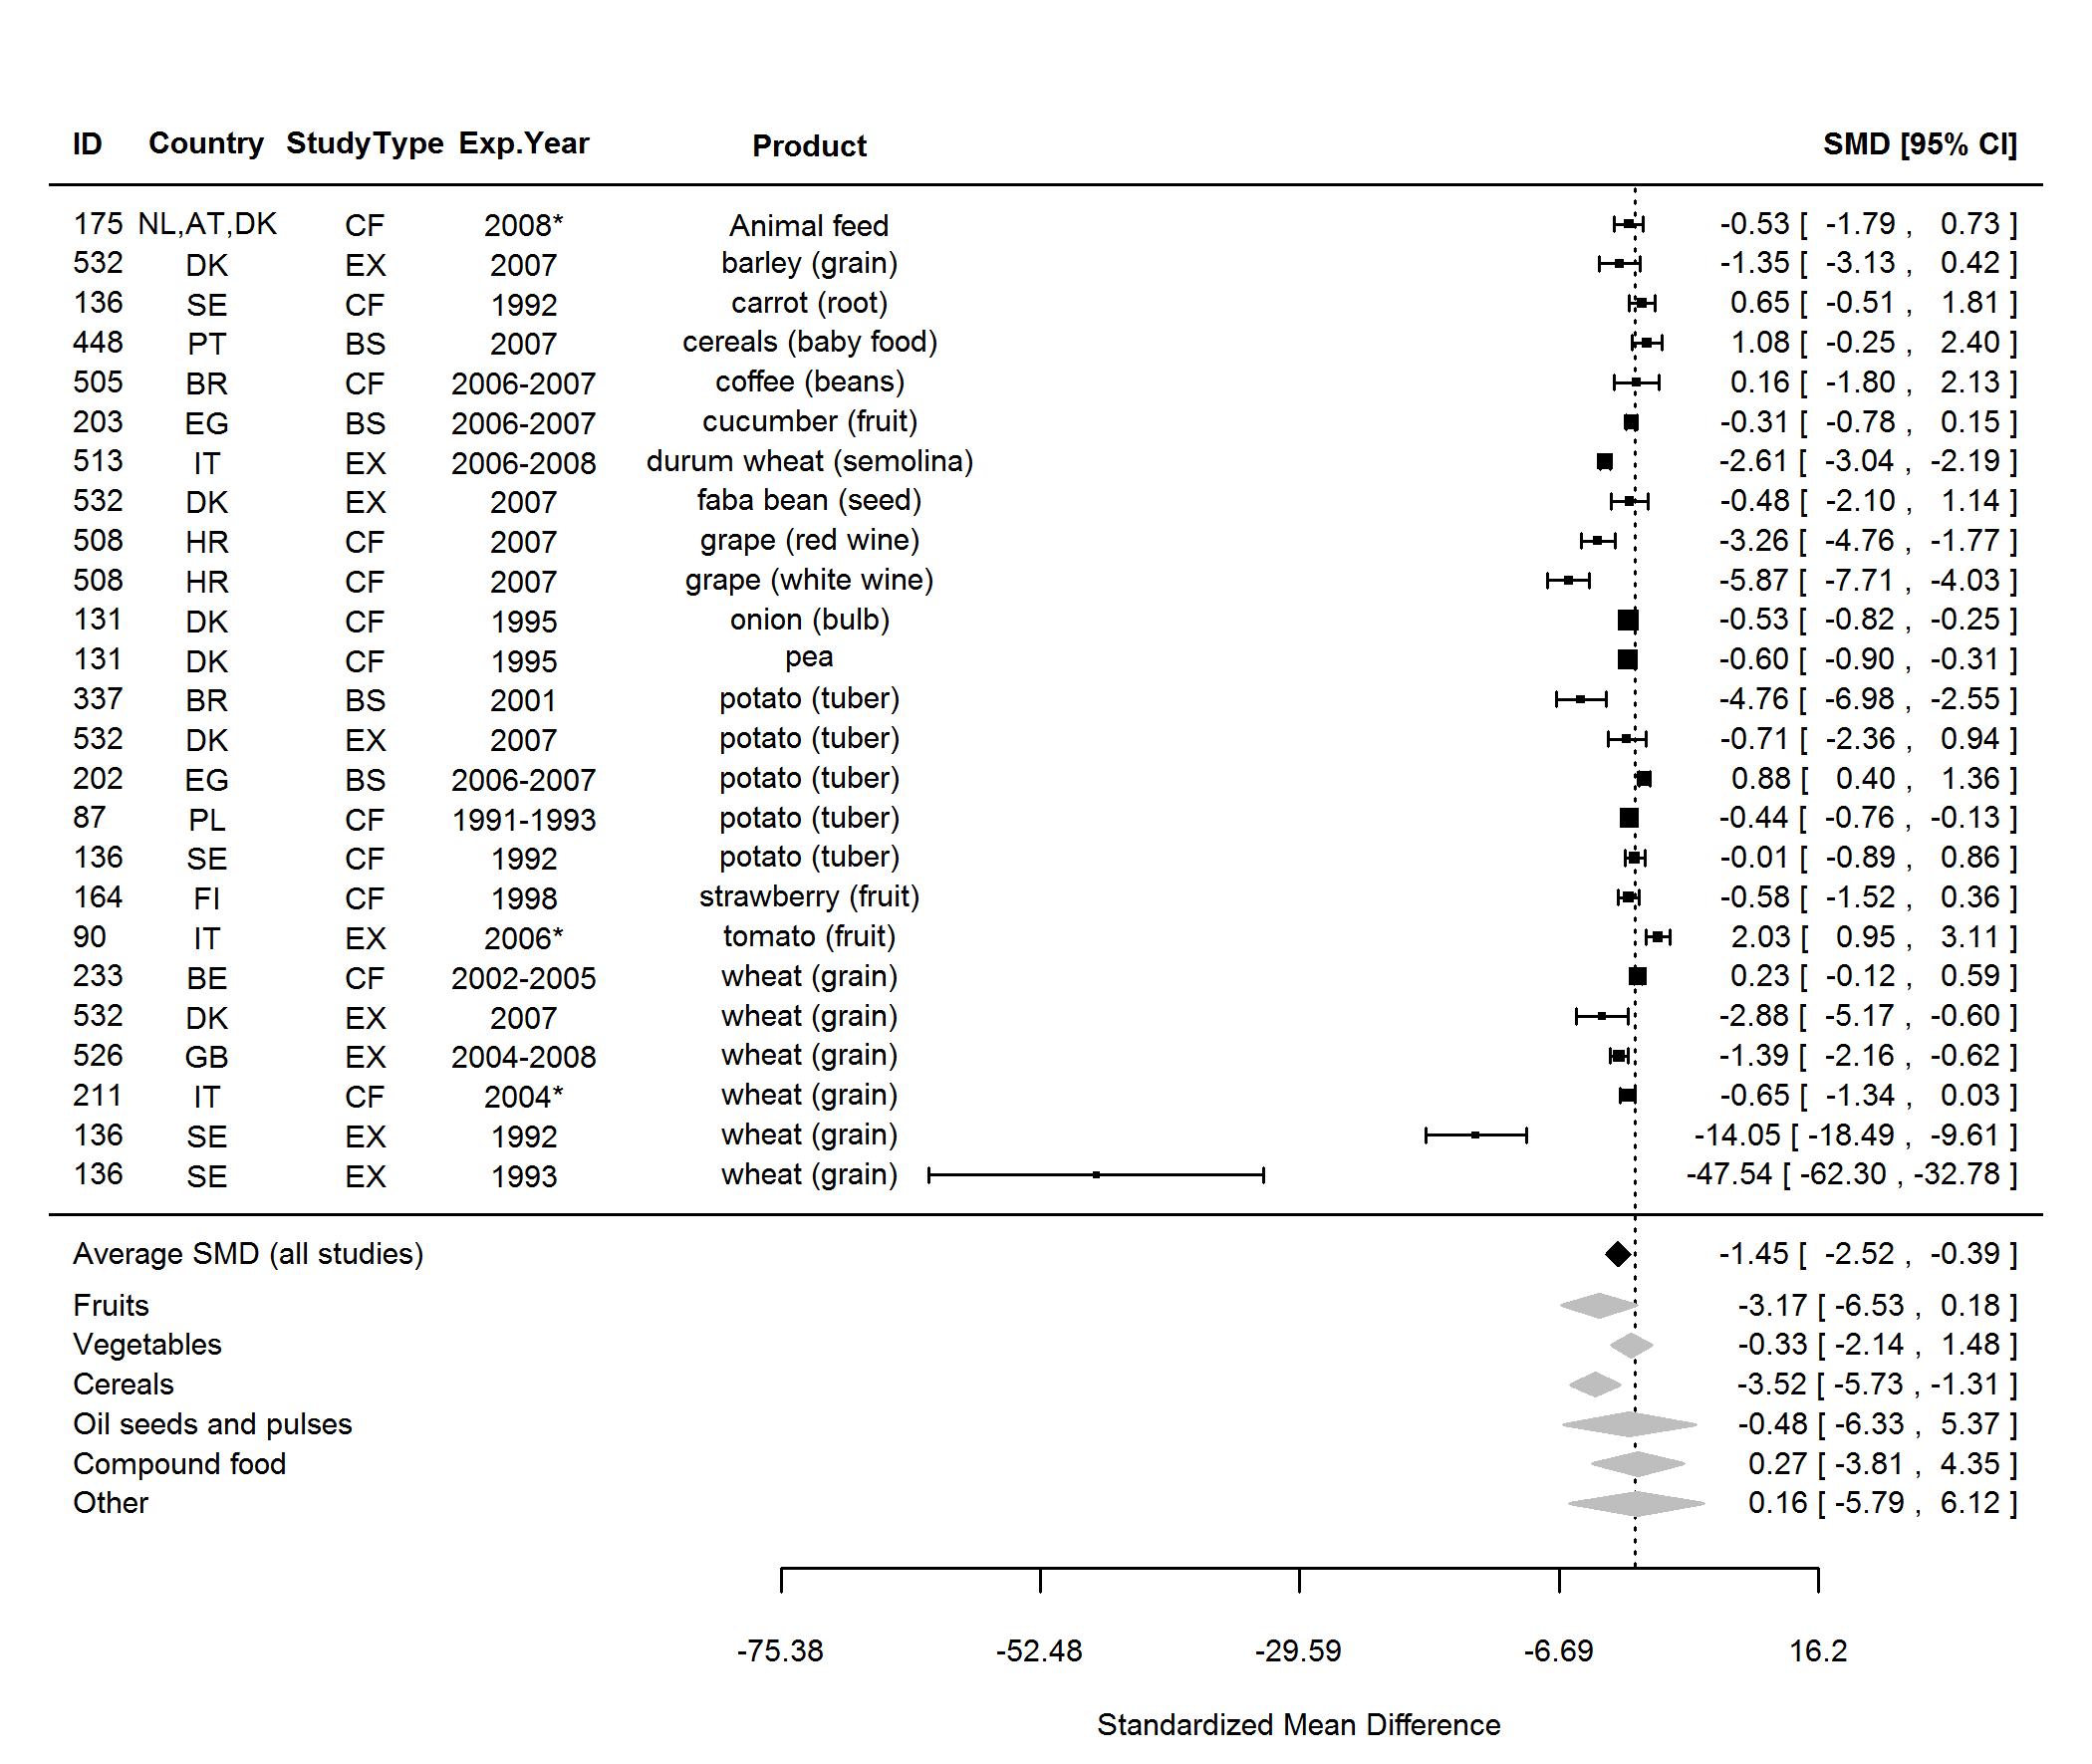 ID Country StudyType Exp.Year Product SMD [95% CI]
175 NL,AT,DK CF 2008* Animal feed -0.53 [ -1.79 , 0.73 ]
532 DK EX 2007 barley (grain) -1.35 [ -3.13 , 0.42 ]
136 SE CF 1992 carrot (root) 0.65 [ -0.51 , 1.81 ]
448 PT BS 2007 cereals (baby food) 1.08 [ -0.25 , 2.40 ]
505 BR CF 2006-2007 coffee (beans) 0.16 [ -1.80 , 2.13 ]
203 EG BS 2006-2007 cucumber (fruit) -0.31 [ -0.78 , 0.15 ]
513 IT EX 2006-2008 durum wheat (semolina) -2.61 [ -3.04 , -2.19 ]
532 DK EX 2007 faba bean (seed) -0.48 [ -2.10 , 1.14 ]
508 HR CF 2007 grape (red wine) -3.26 [ -4.76 , -1.77 ]
508 HR CF 2007 grape (white wine) -5.87 [ -7.71 , -4.03 ]
131 DK CF 1995 onion (bulb) -0.53 [ -0.82 , -0.25 ]
131 DK CF 1995 pea -0.60 [ -0.90 , -0.31 ]
337 BR BS 2001 potato (tuber) -4.76 [ -6.98 , -2.55 ]
532 DK EX 2007 potato (tuber) -0.71 [ -2.36 , 0.94 ]
202 EG BS 2006-2007 potato (tuber) 0.88 [ 0.40 , 1.36 ]
87 PL CF 1991-1993 potato (tuber) -0.44 [ -0.76 , -0.13 ]
136 SE CF 1992 potato (tuber) -0.01 [ -0.89 , 0.86 ]
164 FI CF 1998 strawberry (fruit) -0.58 [ -1.52 , 0.36 ]
90 IT EX 2006* tomato (fruit) 2.03 [ 0.95 , 3.11 ]
233 BE CF 2002-2005 wheat (grain) 0.23 [ -0.12 , 0.59 ]
532 DK EX 2007 wheat (grain) -2.88 [ -5.17 , -0.60 ]
526 GB EX 2004-2008 wheat (grain) -1.39 [ -2.16 , -0.62 ]
211 IT CF 2004* wheat (grain) -0.65 [ -1.34 , 0.03 ]
136 SE EX 1992 wheat (grain) -14.05 [ -18.49 , -9.61 ]
136 SE EX 1993 wheat (grain) -47.54 [ -62.30 , -32.78 ]
Average SMD (all studies) -1.45 [ -2.52 , -0.39 ]
Fruits -3.17 [ -6.53 , 0.18 ]
Vegetables -0.33 [ -2.14 , 1.48 ]
Cereals -3.52 [ -5.73 , -1.31 ]
Oil seeds and pulses -0.48 [ -6.33 , 5.37 ]
Compound food 0.27 [ -3.81 , 4.35 ]
Other 0.16 [ -5.79 , 6.12 ]
-75.38 -52.48 -29.59 -6.69 16.2
Standardized Mean Difference